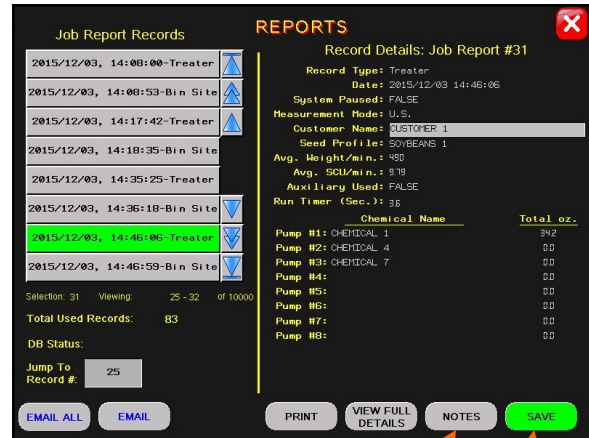 REPORTS
Job Report Records
2015/12/03, 14:08:00-Treater
2015/12/03, 14:08:53-Bin Site
2015/12/03, 14:17:42-Treater
2015/12/03, 14:18:35-Bin Site
2015/12/03, 14:35:25-Treater
2015/12/03, 14:36:18-Bin Site
2015/12/03, 14:46:06-Treater
2015/12/03, 14:46:59-Bin Site
Selection: 31 Viewing: 25 - 32 of 10000
Total Used Records: 83
DB Status:
Jump To
Record #: 25
EMAIL ALL EMAIL
Record Details: Job Report #31
Record Type: Treater
Date: 2015/12/03 14:46:06
System Paused: FALSE
Measurement Mode: U.S.
Customer Name: CUSTOMER 1
Seed Profile: SOYBEANS 1
Avg. Weight/min.: 490
Avg. SCU/min.: 9.79
Auxiliary Used: FALSE
Run Timer (Sec.): 36
Chemical Name Total oz.
Pump #1: CHEMICAL 1 34.2
Pump #2: CHEMICAL 4 0.0
Pump #3: CHEMICAL 7 0.0
Pump #4: 0.0
Pump #5: 0.0
Pump #6: 0.0
Pump #7: 0.0
Pump #8: 0.0
PRINT VIEW FULL
DETAILS NOTES SAVE